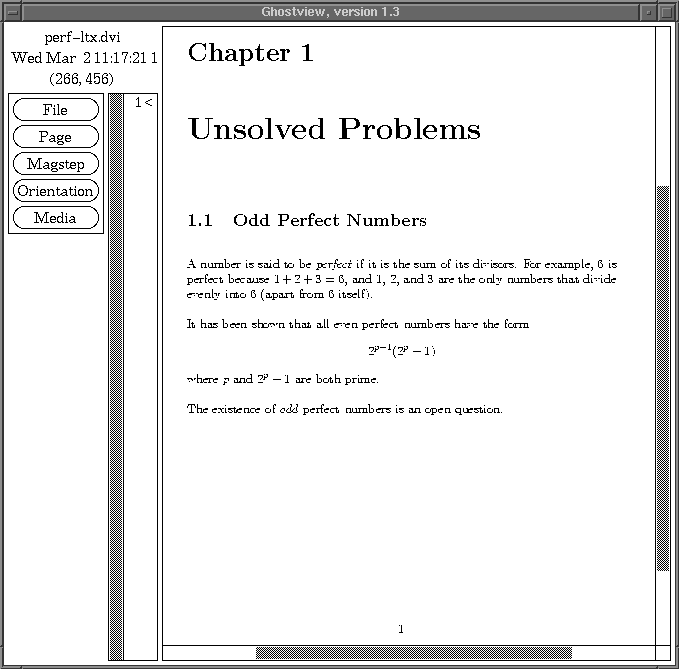 Ghostview, version 1.3
perf-ltx.dvi
Wed Mar 2 11:17:21 1
(266, 456)
File
Page
Magstep
Orientation
Media
1 <
Chapter 1
Unsolved Problems
1.1 Odd Perfect Numbers
A number is said to be perfect if it is the sum of its divisors. For example, 6 is
perfect because 1 + 2 + 3 = 6, and 1, 2, and 3 are the only numbers that divide
evenly into 6 (apart from 6 itself).
It has been shown that all even perfect numbers have the form
2^{p−1}(2^p − 1)
where p and 2^p − 1 are both prime.
The existence of odd perfect numbers is an open question.
1